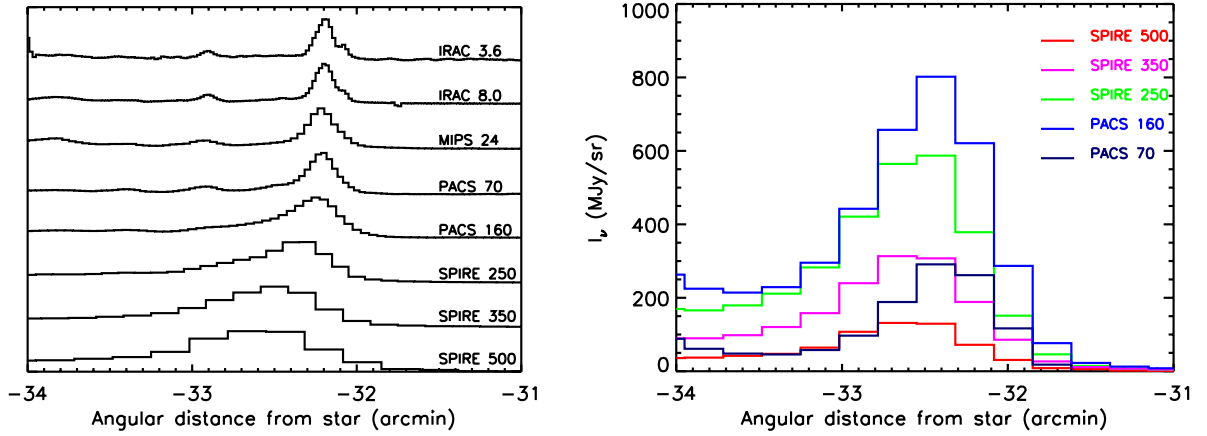 IRAC 3.6
IRAC 8.0
MIPS 24
PACS 70
PACS 160
SPIRE 250
SPIRE 350
SPIRE 500
−34 −33 −32 −31
Angular distance from star (arcmin)
1000
800
600
400
200
0
Iν (MJy/sr)
SPIRE 500
SPIRE 350
SPIRE 250
PACS 160
PACS 70
−34 −33 −32 −31
Angular distance from star (arcmin)